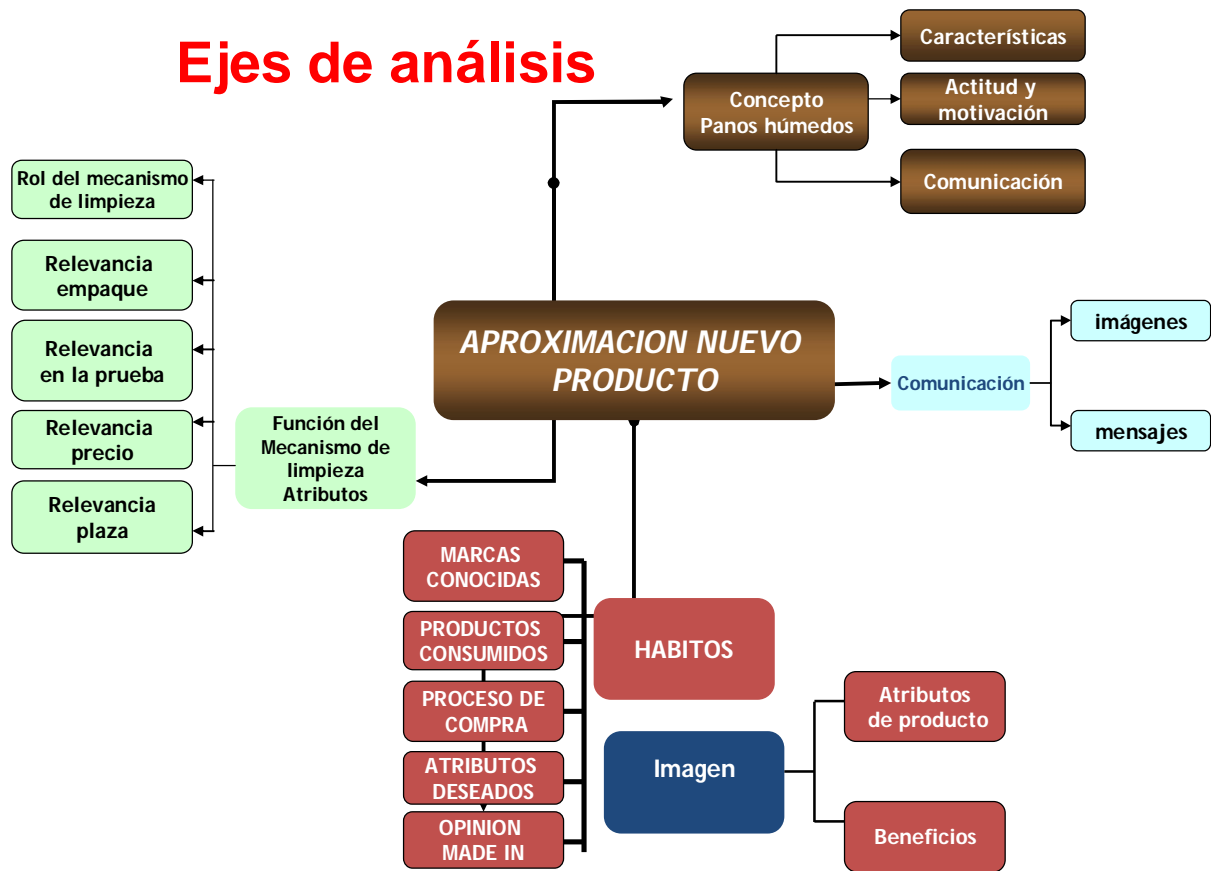 Ejes de análisis
Características
Concepto
Panos húmedos
Actitud y
motivación
Comunicación
Rol del mecanismo
de limpieza
Relevancia
empaque
Relevancia
en la prueba
Relevancia
precio
Relevancia
plaza
Función del
Mecanismo de
limpieza
Atributos
APROXIMACION NUEVO
PRODUCTO
Comunicación
imágenes
mensajes
MARCAS
CONOCIDAS
PRODUCTOS
CONSUMIDOS
PROCESO DE
COMPRA
ATRIBUTOS
DESEADOS
OPINION
MADE IN
HABITOS
Imagen
Atributos
de producto
Beneficios